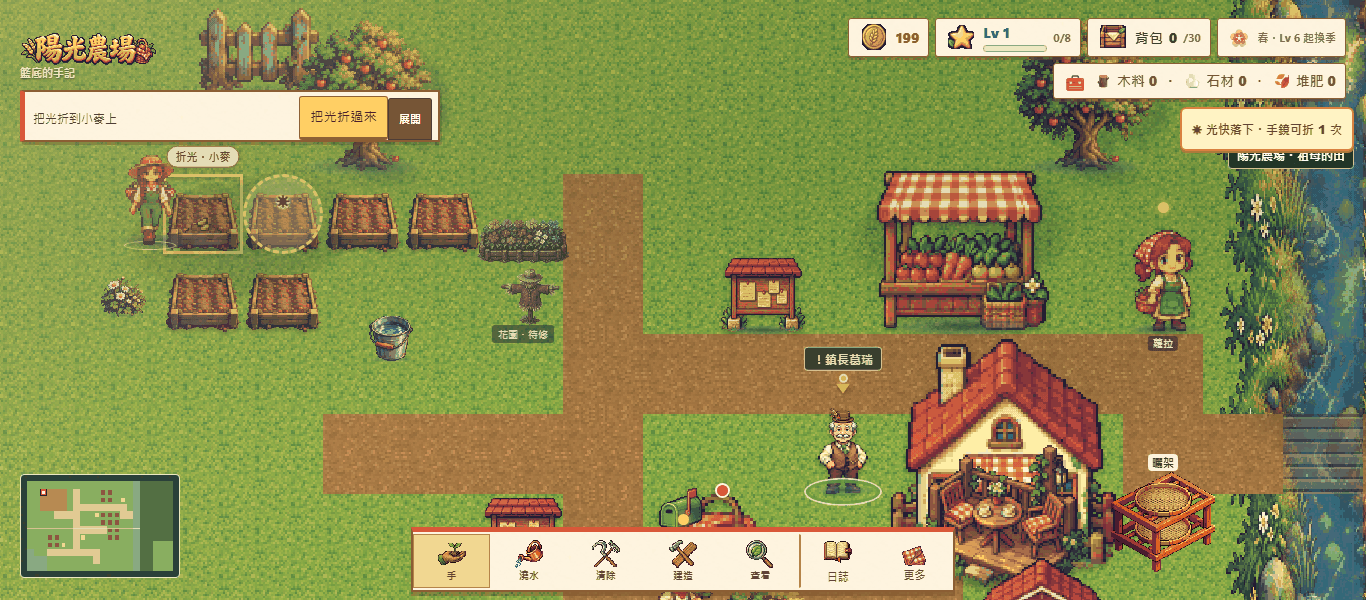 陽光農場
籃底的手記
199
Lv 1
0/8
背包 0 /30
春・Lv 6 起換季
木料 0 · 石材 0 · 堆肥 0
把光折到小麥上
把光折過來
展開
光快落下・手鏡可折 1 次
陽光農場・祖母的田
折光・小麥
花圃・待修
蘿拉
！鎮長葛瑞
曬架
手
澆水
清除
建造
查看
日誌
更多